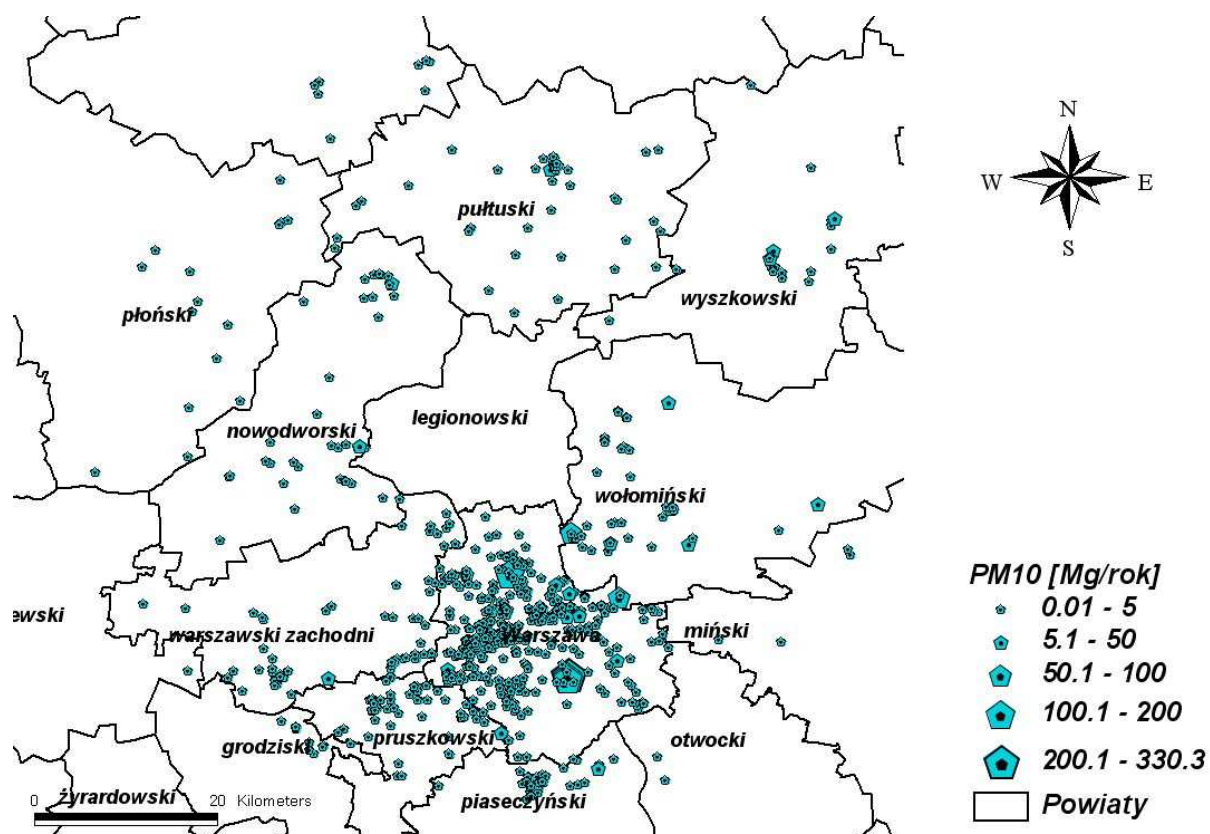 N
W E
S
pułtuski
wyszkowski
płoński
legionowski
nowodworski
wołomiński
PM10 [Mg/rok]
0.01 - 5
ewski
warszawski zachodni
Warszawa
miński
5.1 - 50
50.1 - 100
100.1 - 200
grodziski
pruszkowski
otwocki
200.1 - 330.3
0 20 Kilometers
żyrardowski
piaseczyński
Powiaty